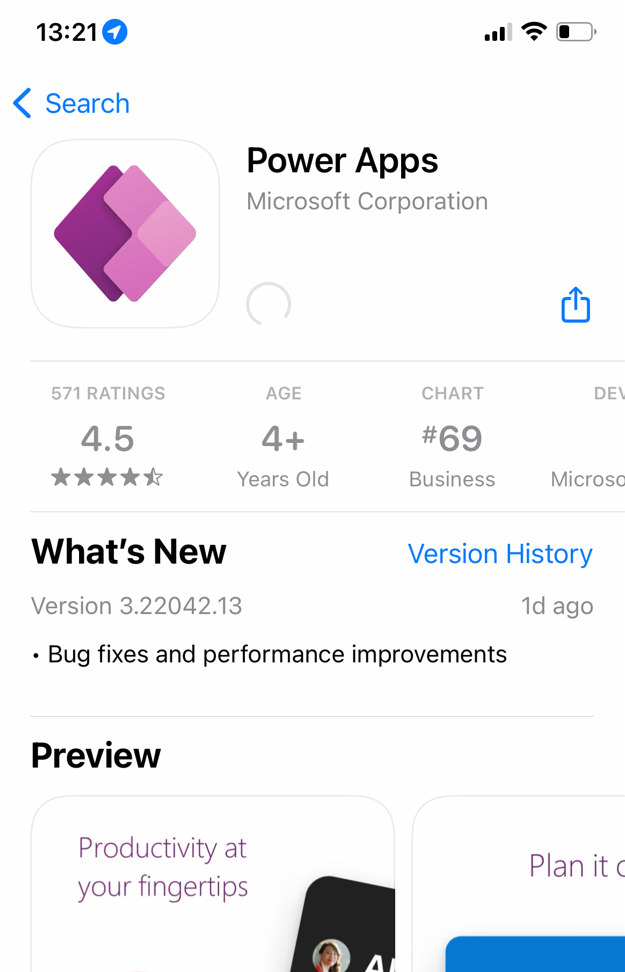 13:21
Search
Power Apps
Microsoft Corporation
571 RATINGS
4.5
AGE
4+
Years Old
CHART
#69
Business
What's New
Version History
Version 3.22042.13
1d ago
• Bug fixes and performance improvements
Preview
Productivity at
your fingertips
Plan it